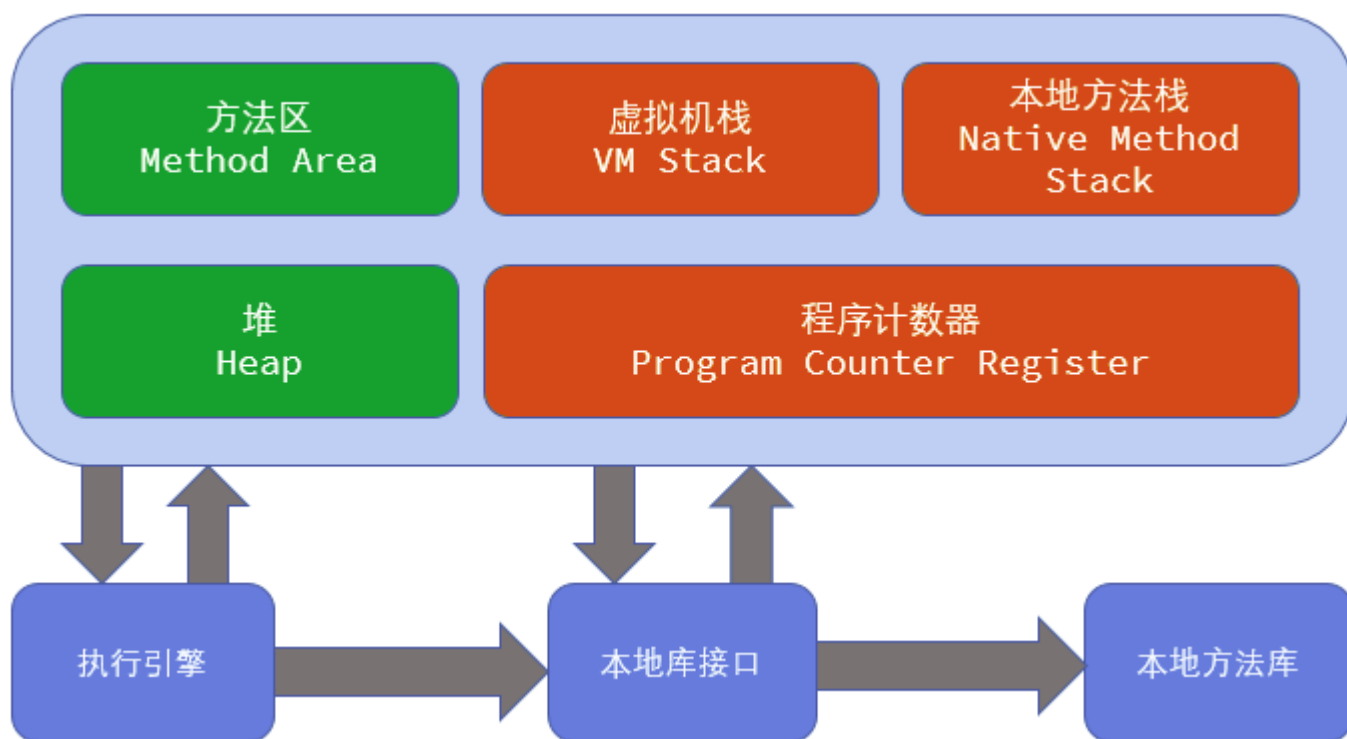 方法区
Method Area
虚拟机栈
VM Stack
本地方法栈
Native Method
Stack
堆
Heap
程序计数器
Program Counter Register
执行引擎
本地库接口
本地方法库